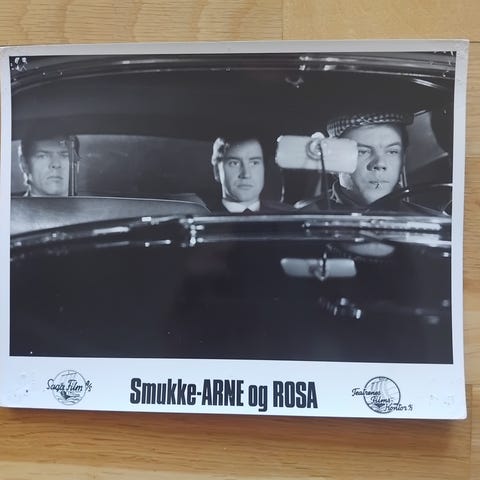 Saga Film A/S
Smukke-ARNE og ROSA
Teatrenes
Films-
Kontor A/S